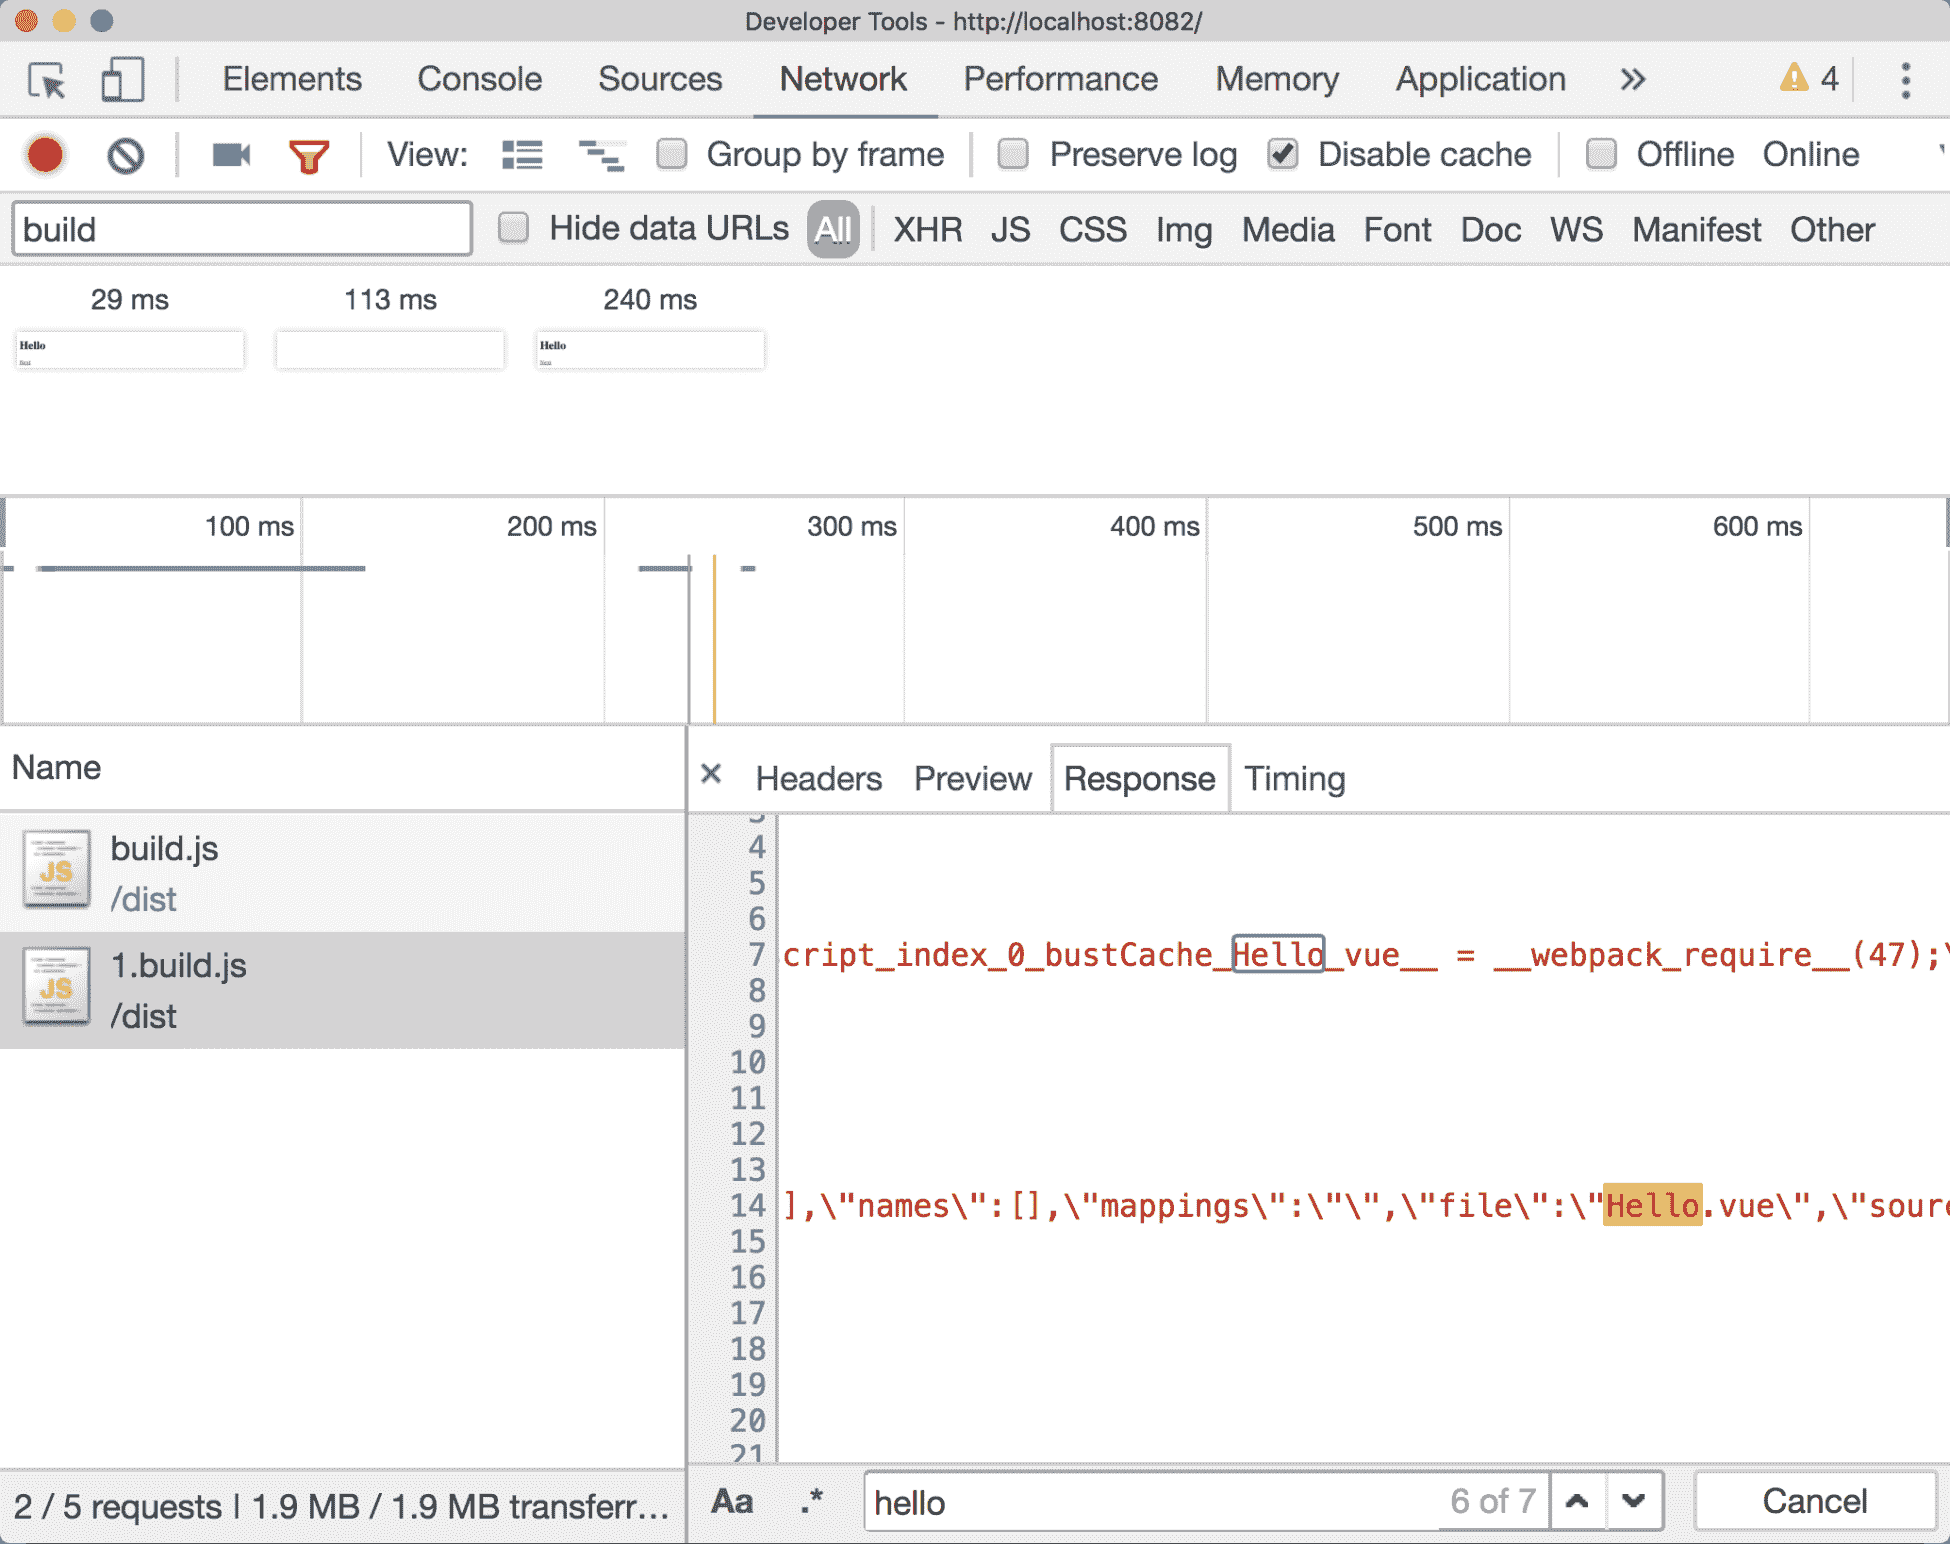 Developer Tools - http://localhost:8082/
Elements Console Sources Network Performance Memory Application » 4
View: Group by frame Preserve log Disable cache Offline Online
build Hide data URLs All XHR JS CSS Img Media Font Doc WS Manifest Other
29 ms 113 ms 240 ms
Hello Hello
100 ms 200 ms 300 ms 400 ms 500 ms 600 ms
Name
× Headers Preview Response Timing
JS build.js
/dist
JS 1.build.js
/dist
3
4
5
6
7 cript_index_0_bustCache_Hello_vue__ = __webpack_require__(47);\
8
9
10
11
12
13
14 ],\"names\":[],\"mappings\":\"\",\"file\":\"Hello.vue\",\"sourc
15
16
17
18
19
20
21
2 / 5 requests | 1.9 MB / 1.9 MB transferr…
Aa .* hello 6 of 7 Cancel